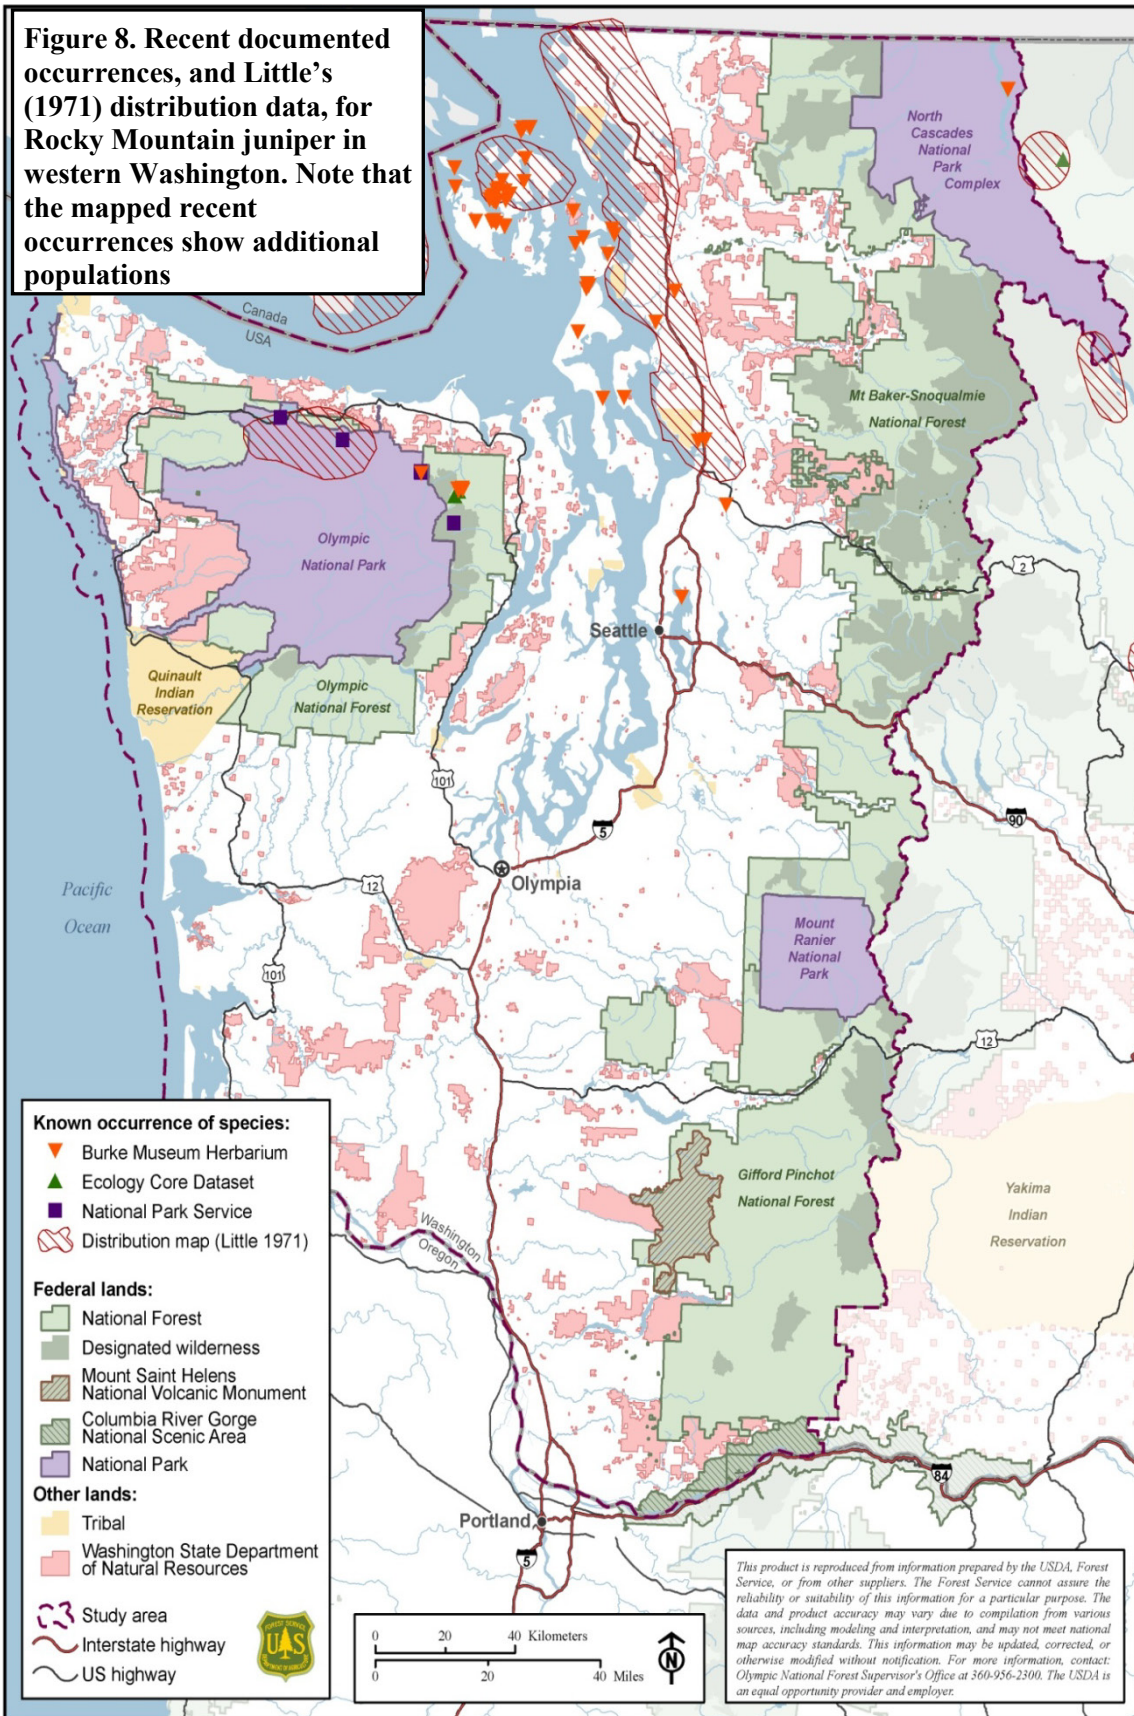 Figure 8. Recent documented
occurrences, and Little's
(1971) distribution data, for
Rocky Mountain juniper in
western Washington. Note that
the mapped recent
occurrences show additional
populations
North
Cascades
National
Park
Complex
Canada
USA
Mt Baker-Snoqualmie
National Forest
Olympic
National Park
2
Seattle
Quinault
Indian
Reservation
Olympic
National Forest
101
5
90
Olympia
12
Pacific
Ocean
Mount
Ranier
National
Park
101
12
Gifford Pinchot
National Forest
Yakima
Indian
Reservation
Washington
Oregon
84
Portland
5
Known occurrence of species:
Burke Museum Herbarium
Ecology Core Dataset
National Park Service
Distribution map (Little 1971)
Federal lands:
National Forest
Designated wilderness
Mount Saint Helens
National Volcanic Monument
Columbia River Gorge
National Scenic Area
National Park
Other lands:
Tribal
Washington State Department
of Natural Resources
Study area
Interstate highway
US highway
FOREST SERVICE
U S
DEPARTMENT OF AGRICULTURE
0 20 40 Kilometers
0 20 40 Miles
N
This product is reproduced from information prepared by the USDA, Forest
Service, or from other suppliers. The Forest Service cannot assure the
reliability or suitability of this information for a particular purpose. The
data and product accuracy may vary due to compilation from various
sources, including modeling and interpretation, and may not meet national
map accuracy standards. This information may be updated, corrected, or
otherwise modified without notification. For more information, contact:
Olympic National Forest Supervisor's Office at 360-956-2300. The USDA is
an equal opportunity provider and employer.